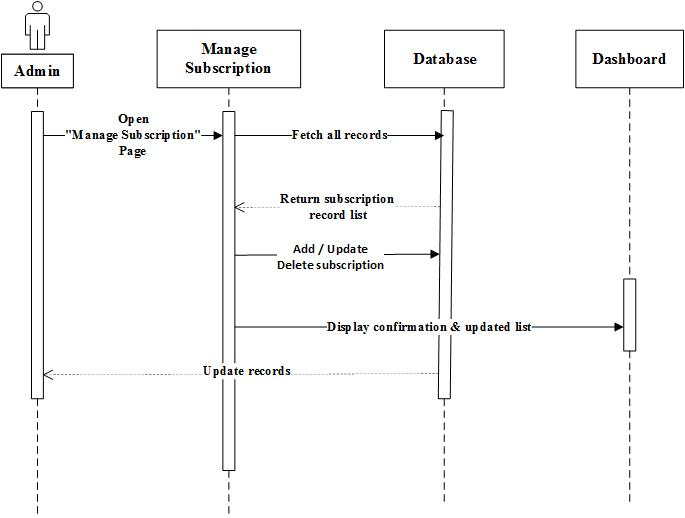 Admin
Manage
Subscription
Database
Dashboard
Open
"Manage Subscription"
Page
Fetch all records
Return subscription
record list
Add / Update
Delete subscription
Display confirmation & updated list
Update records